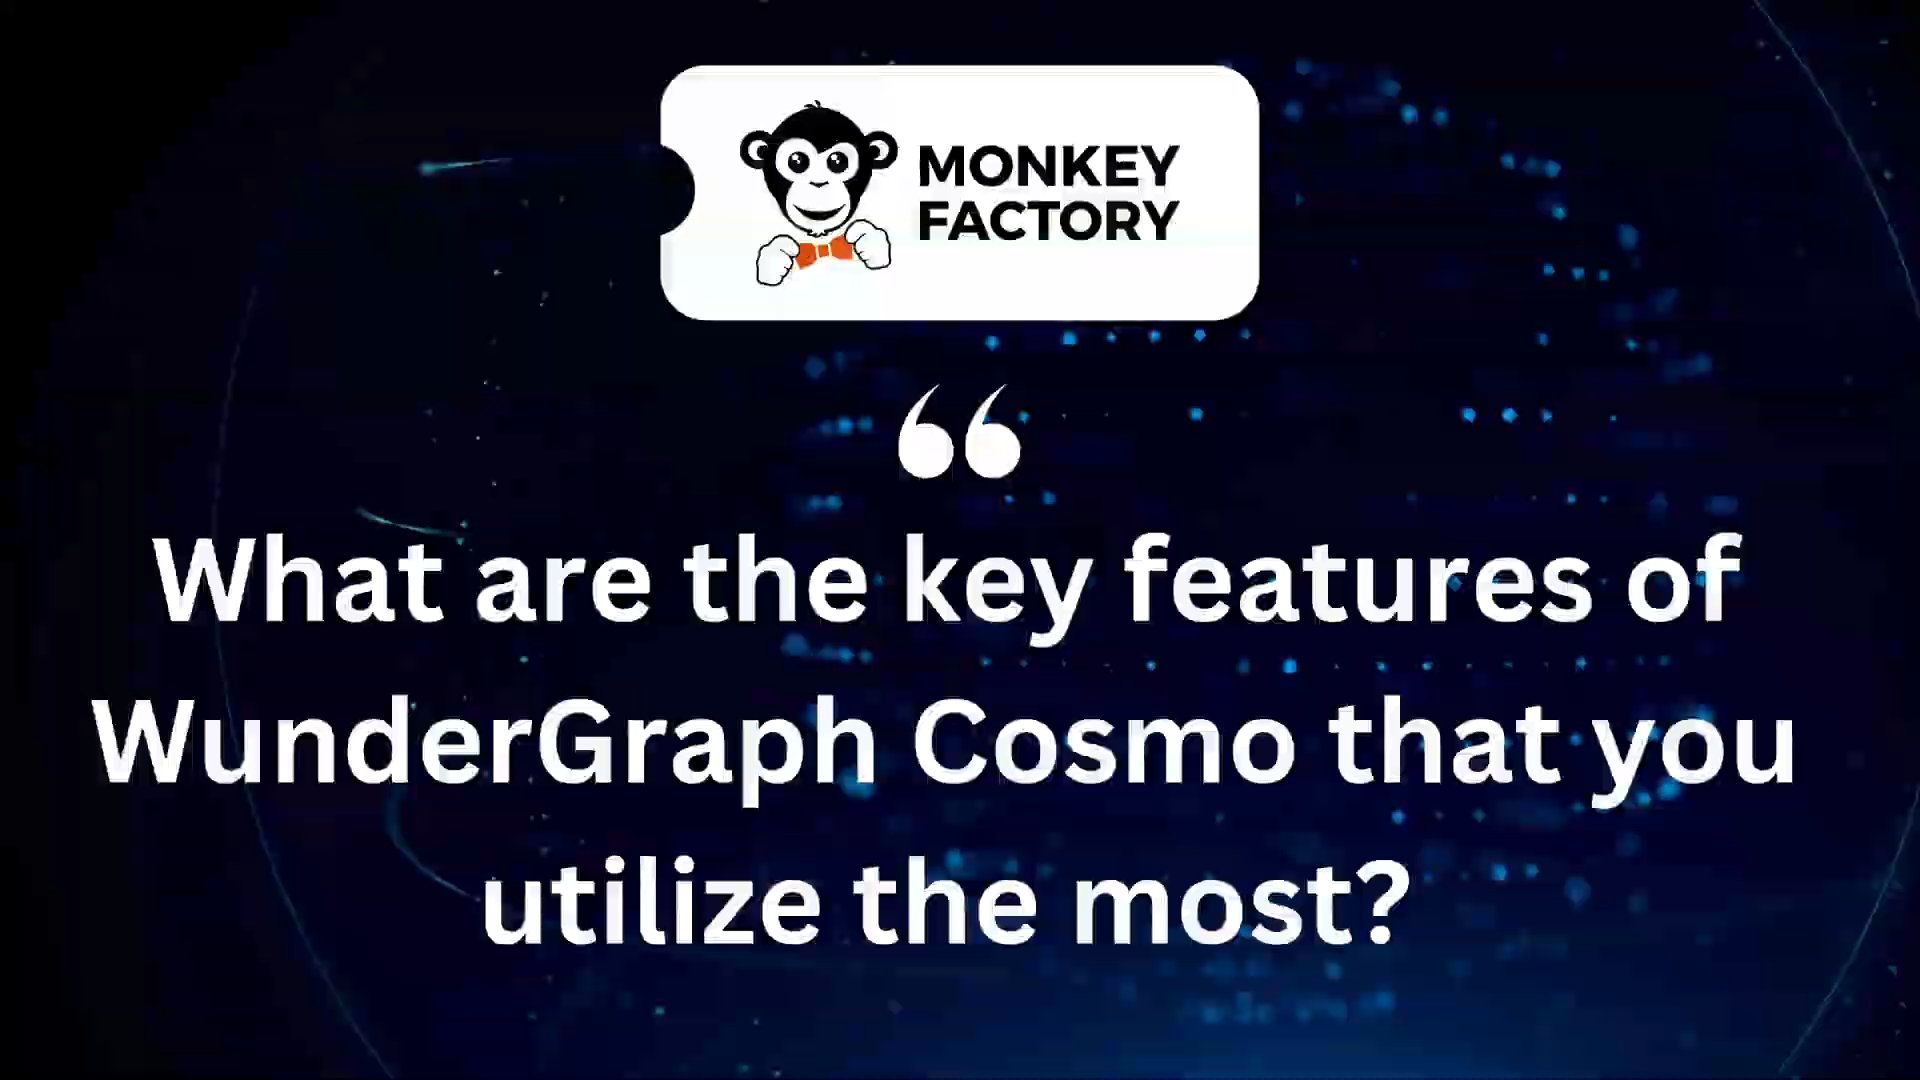 MONKEY
FACTORY
“
What are the key features of
WunderGraph Cosmo that you
utilize the most?